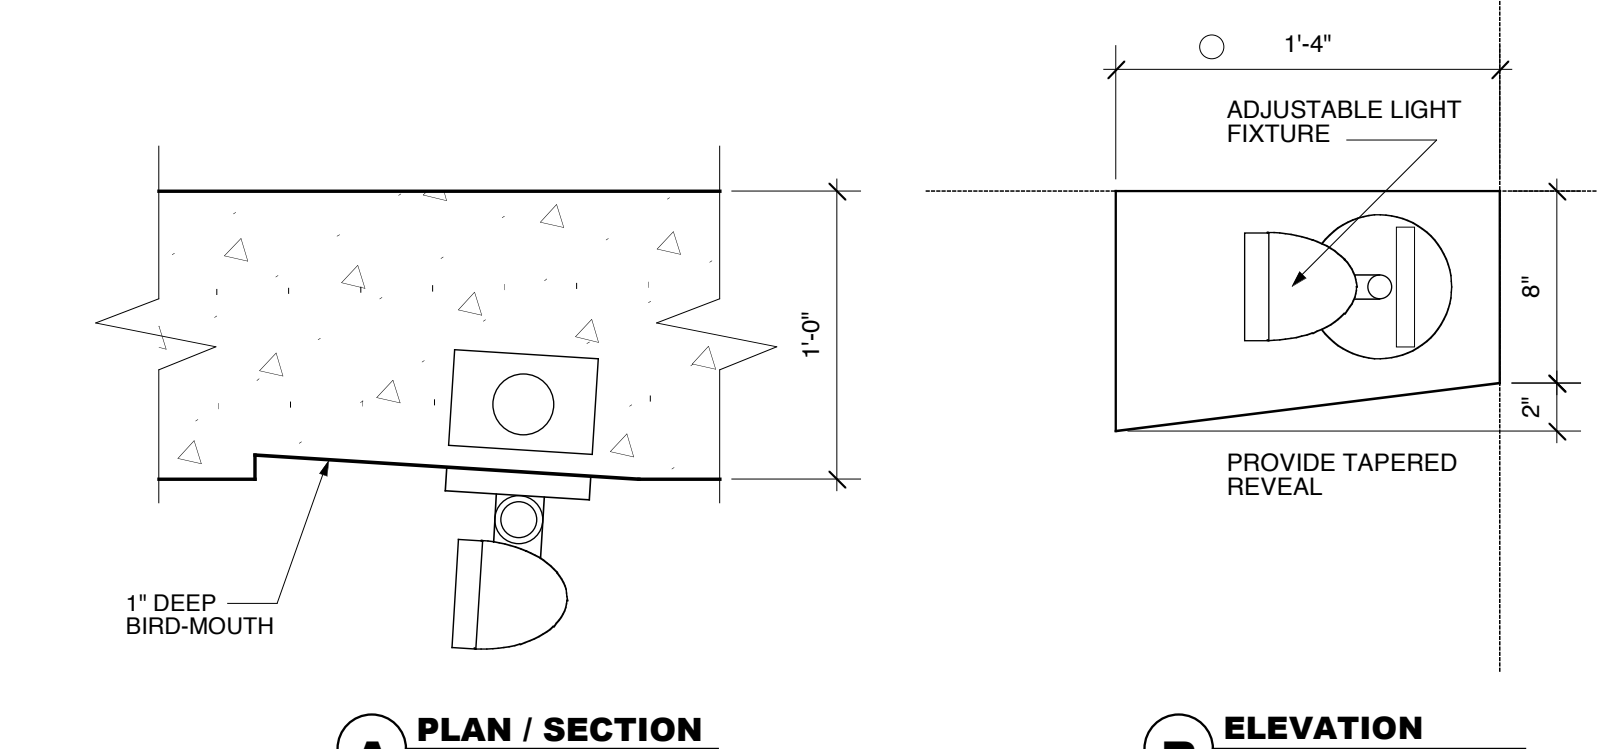 1'-4"
ADJUSTABLE LIGHT
FIXTURE
1'-0"
8"
2"
PROVIDE TAPERED
REVEAL
1" DEEP
BIRD-MOUTH
PLAN / SECTION
ELEVATION